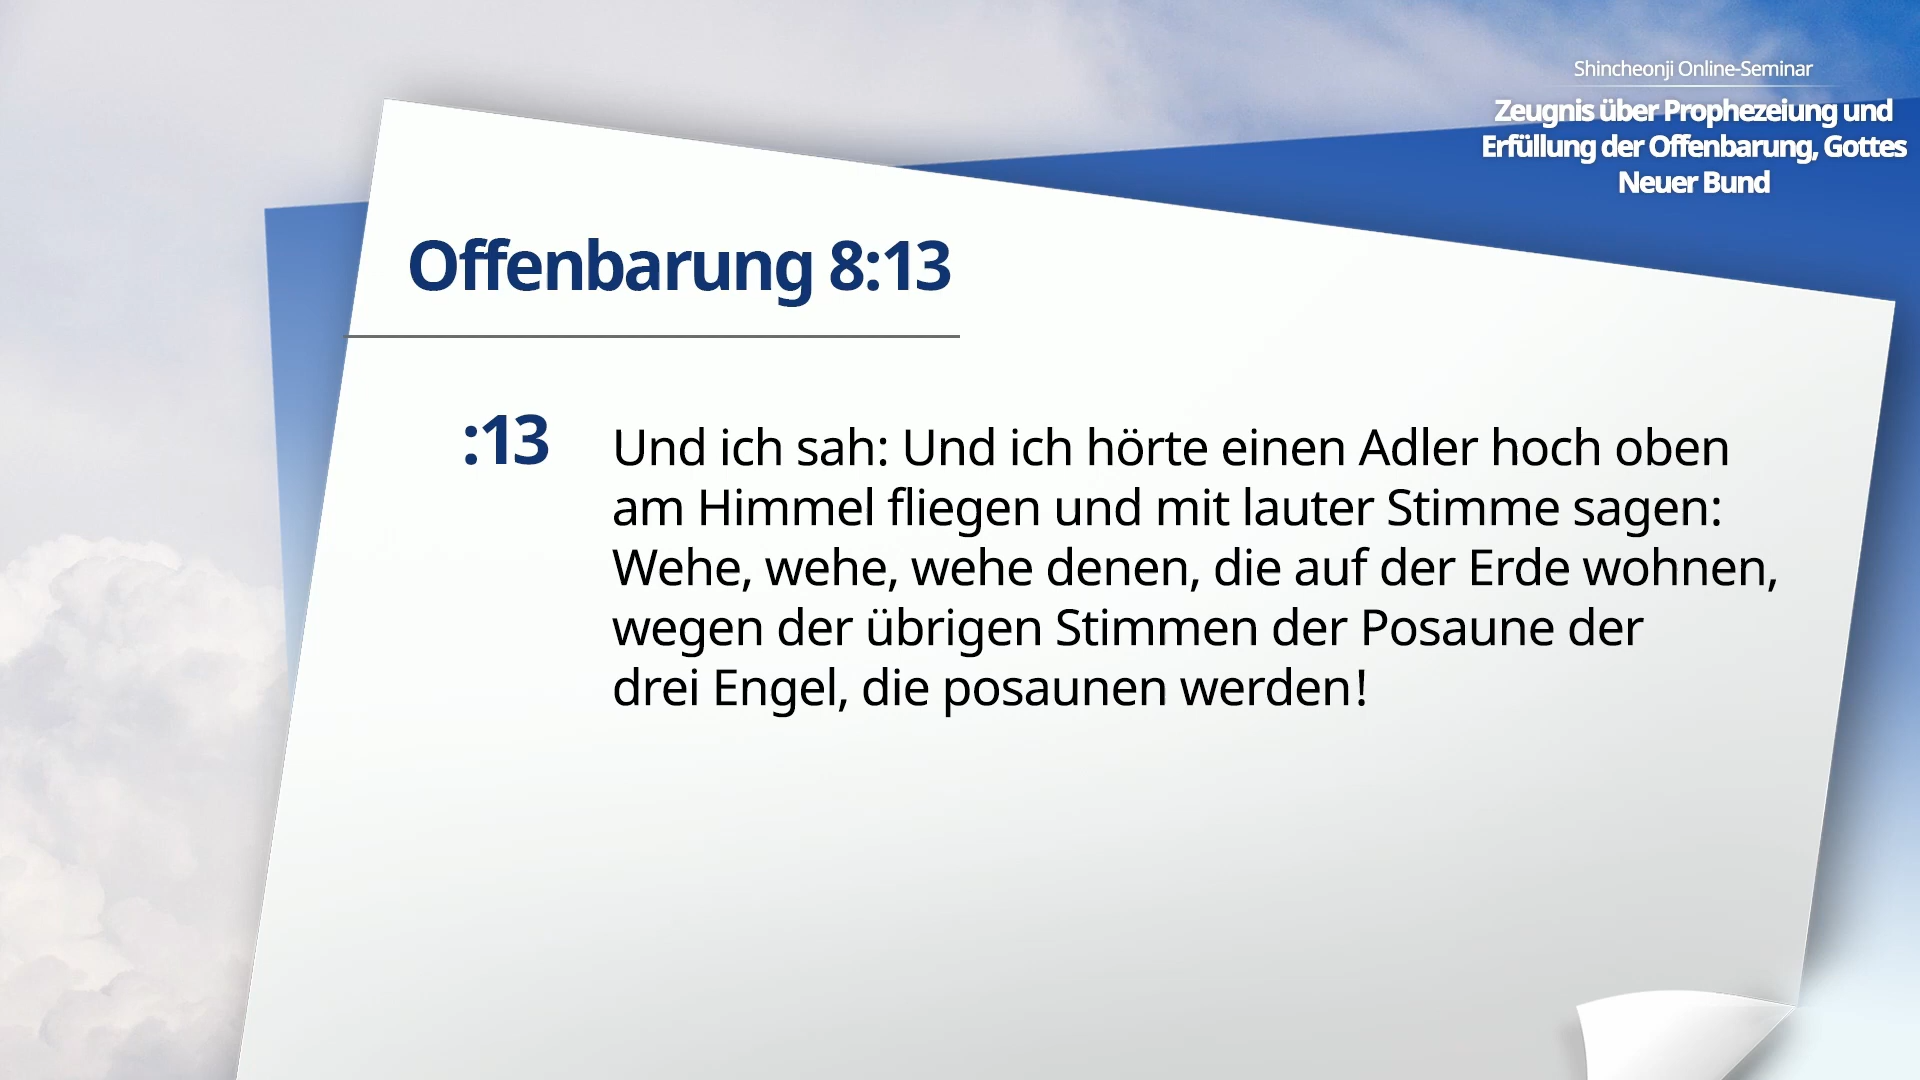 Shincheonji Online-Seminar
Zeugnis über Prophezeiung und
Erfüllung der Offenbarung, Gottes
Neuer Bund
Offenbarung 8:13
:13 Und ich sah: Und ich hörte einen Adler hoch oben
am Himmel fliegen und mit lauter Stimme sagen:
Wehe, wehe, wehe denen, die auf der Erde wohnen,
wegen der übrigen Stimmen der Posaune der
drei Engel, die posaunen werden!